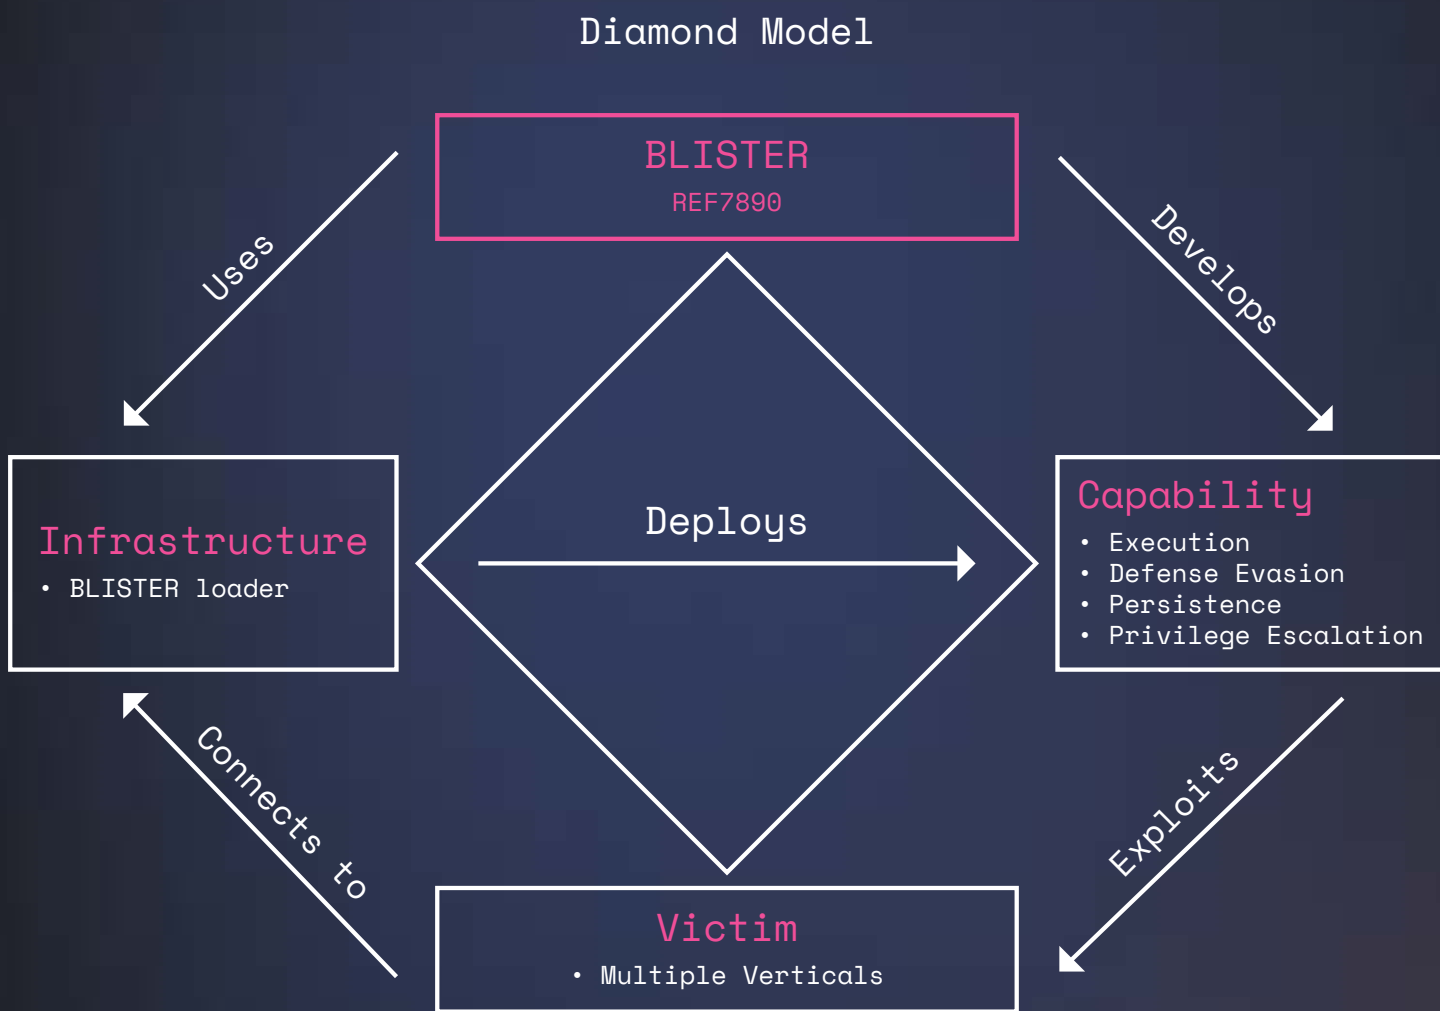 Diamond Model
BLISTER
REF7890
Uses
Develops
Infrastructure
• BLISTER loader
Deploys
Capability
• Execution
• Defense Evasion
• Persistence
• Privilege Escalation
Connects to
Exploits
Victim
• Multiple Verticals